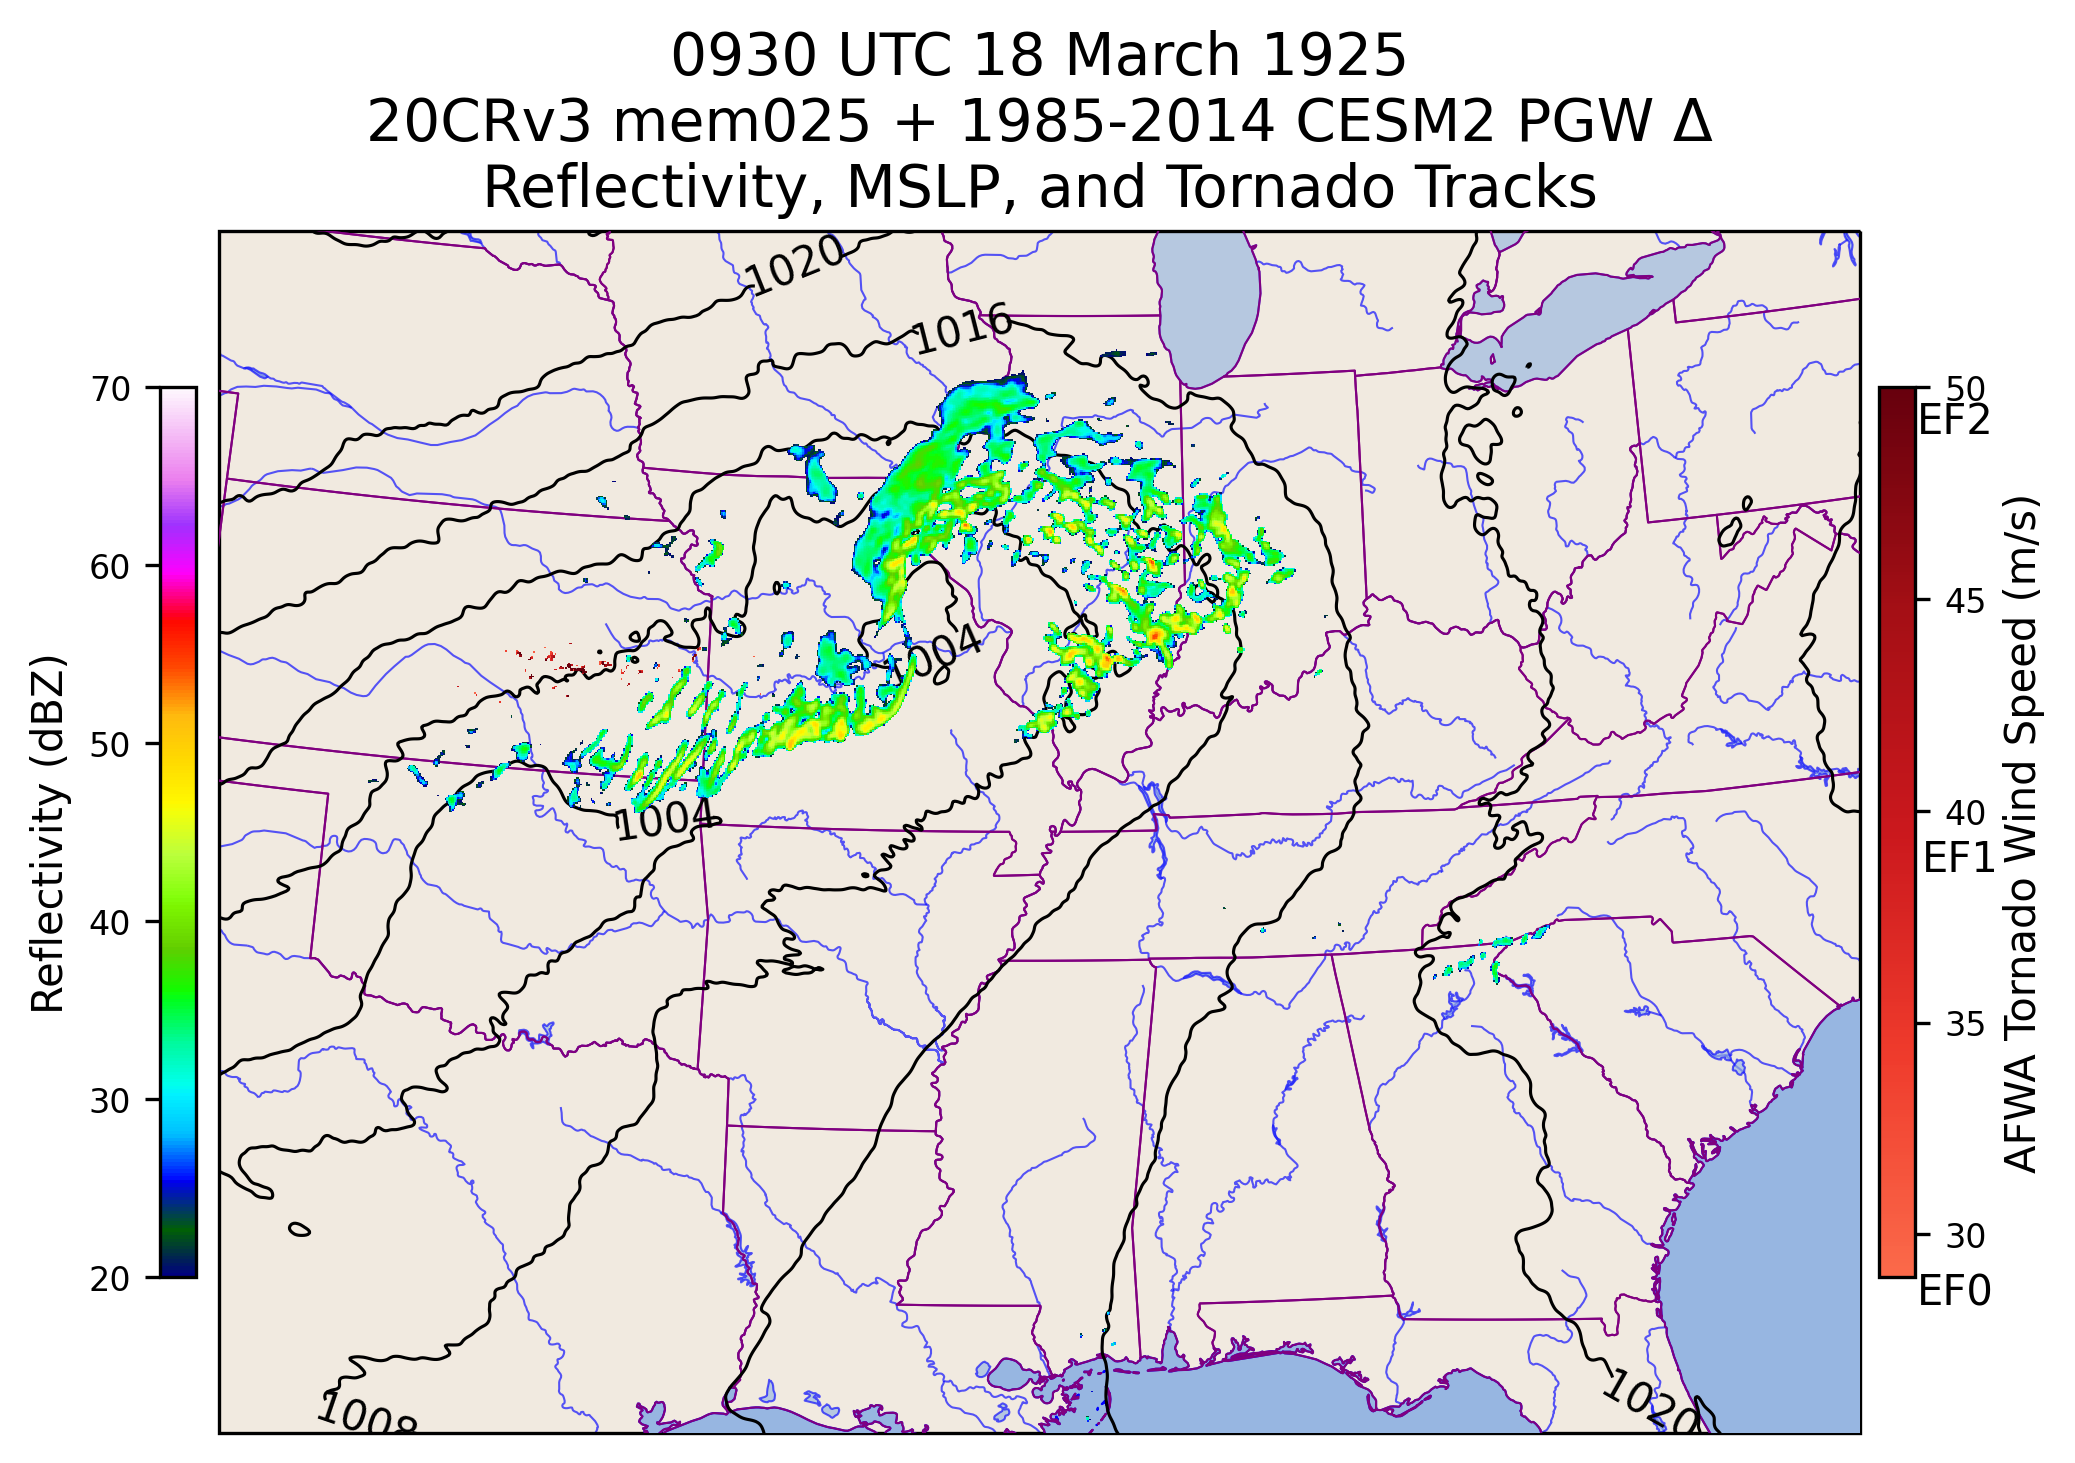 0930 UTC 18 March 1925
20CRv3 mem025 + 1985-2014 CESM2 PGW Δ
Reflectivity, MSLP, and Tornado Tracks
70
60
50
40
30
20
Reflectivity (dBZ)
1020
1016
1004
1004
1008
1020
50
EF2
45
40
EF1
35
30
EF0
AFWA Tornado Wind Speed (m/s)